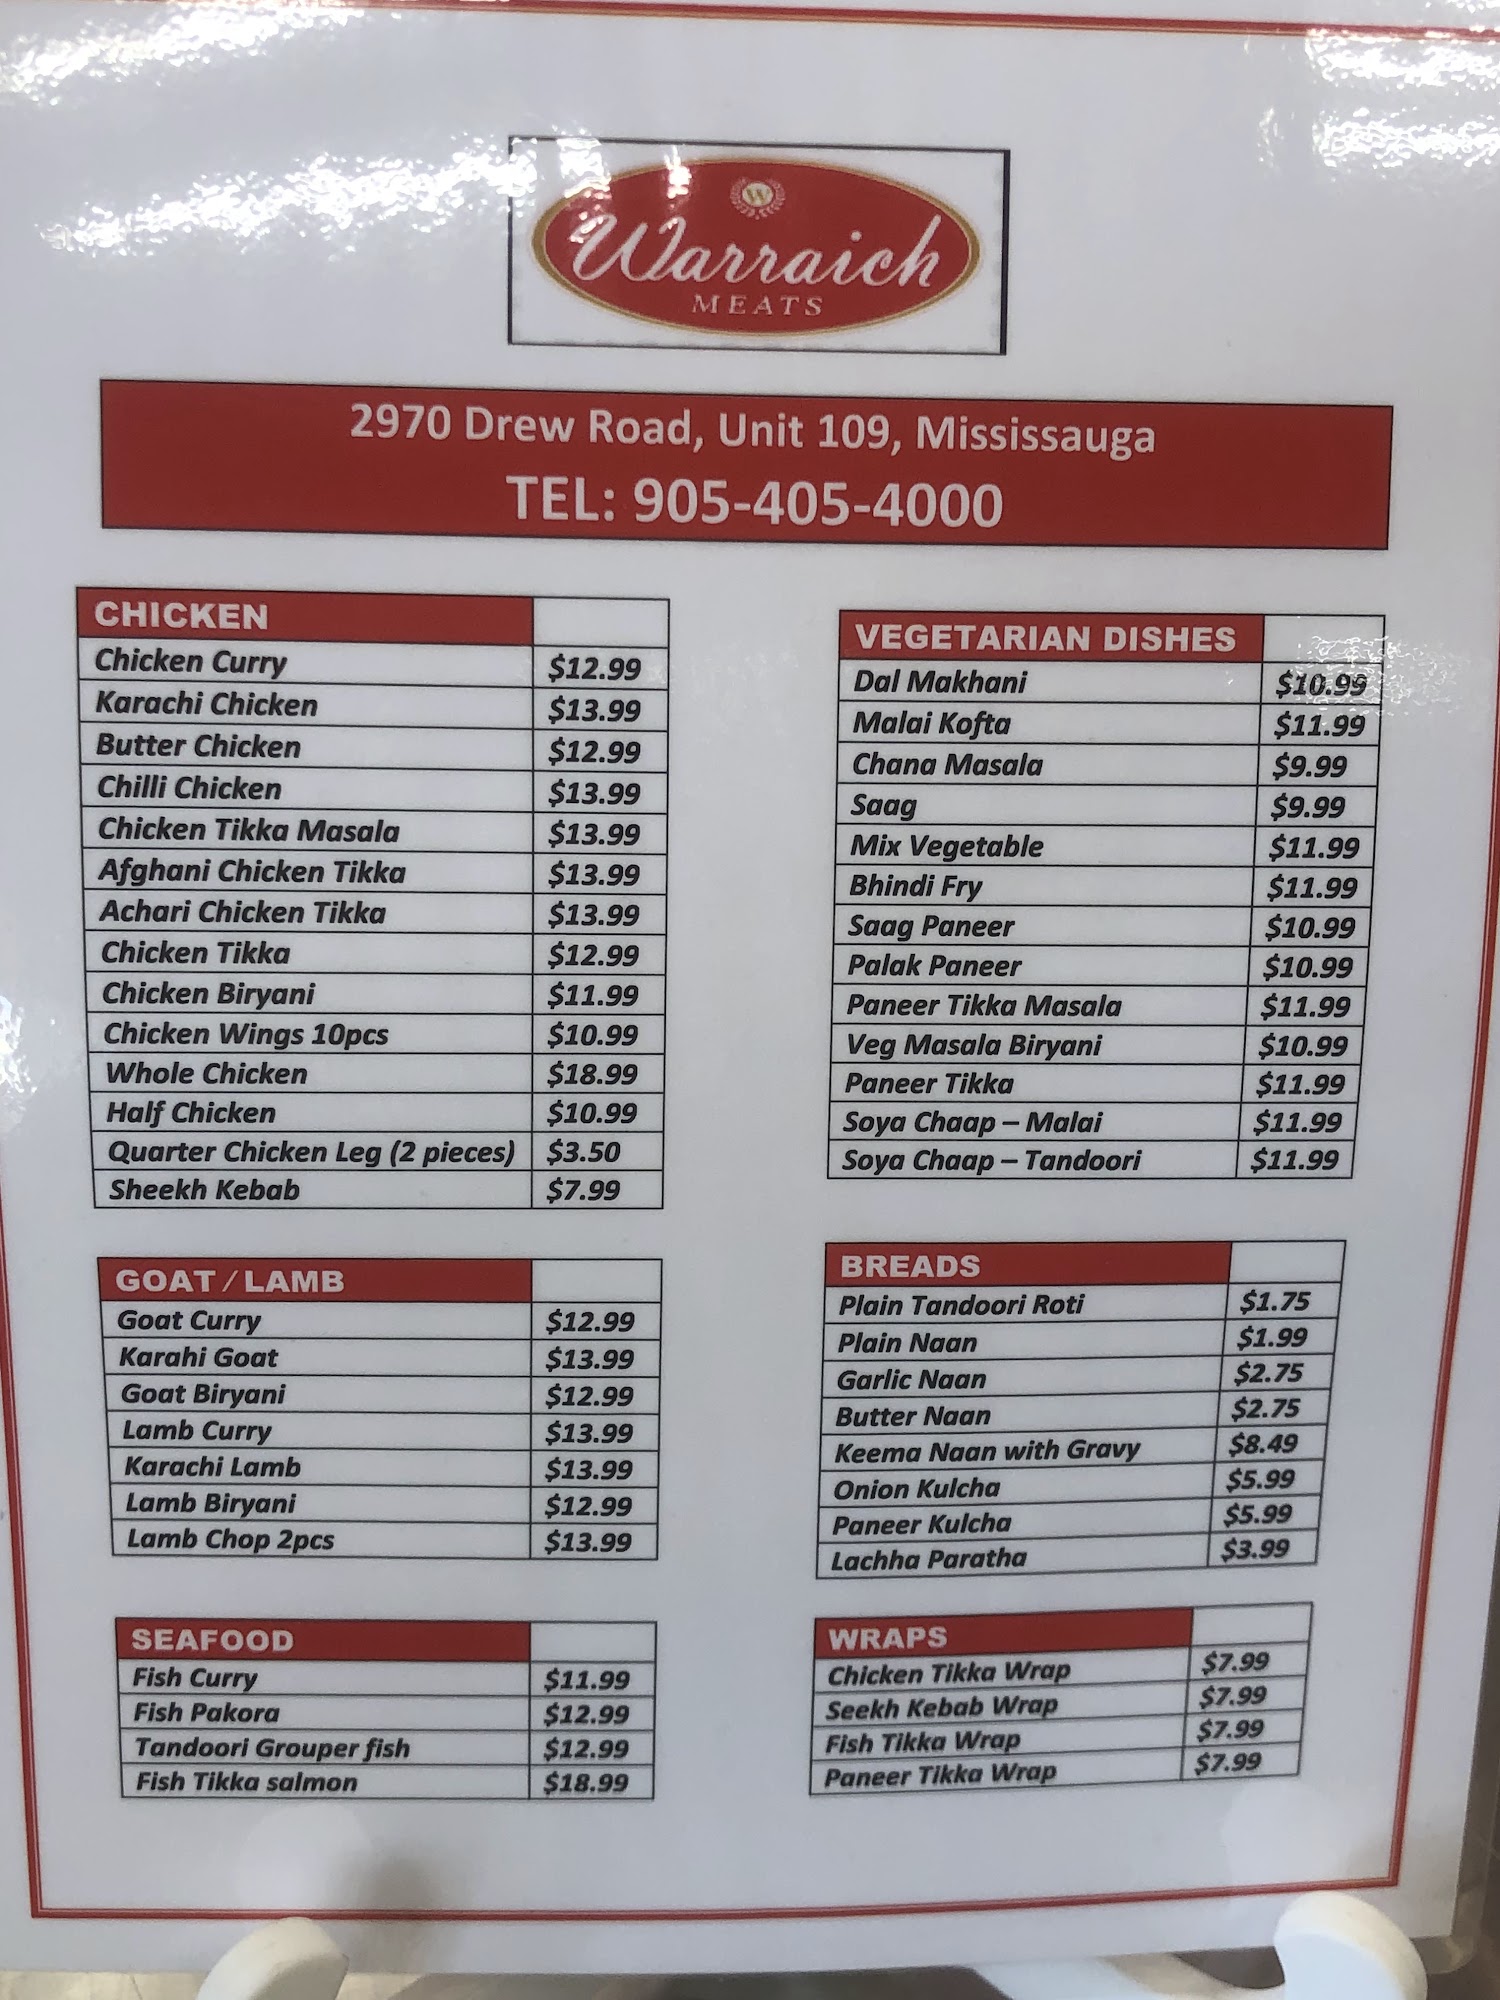 W
Warraich
MEATS
2970 Drew Road, Unit 109, Mississauga
TEL: 905-405-4000
CHICKEN
Chicken Curry $12.99
Karachi Chicken $13.99
Butter Chicken $12.99
Chilli Chicken $13.99
Chicken Tikka Masala $13.99
Afghani Chicken Tikka $13.99
Achari Chicken Tikka $13.99
Chicken Tikka $12.99
Chicken Biryani $11.99
Chicken Wings 10pcs $10.99
Whole Chicken $18.99
Half Chicken $10.99
Quarter Chicken Leg (2 pieces) $3.50
Sheekh Kebab $7.99
GOAT / LAMB
Goat Curry $12.99
Karahi Goat $13.99
Goat Biryani $12.99
Lamb Curry $13.99
Karachi Lamb $13.99
Lamb Biryani $12.99
Lamb Chop 2pcs $13.99
SEAFOOD
Fish Curry $11.99
Fish Pakora $12.99
Tandoori Grouper fish $12.99
Fish Tikka salmon $18.99
VEGETARIAN DISHES
Dal Makhani $10.99
Malai Kofta $11.99
Chana Masala $9.99
Saag $9.99
Mix Vegetable $11.99
Bhindi Fry $11.99
Saag Paneer $10.99
Palak Paneer $10.99
Paneer Tikka Masala $11.99
Veg Masala Biryani $10.99
Paneer Tikka $11.99
Soya Chaap – Malai $11.99
Soya Chaap – Tandoori $11.99
BREADS
Plain Tandoori Roti $1.75
Plain Naan $1.99
Garlic Naan $2.75
Butter Naan $2.75
Keema Naan with Gravy $8.49
Onion Kulcha $5.99
Paneer Kulcha $5.99
Lachha Paratha $3.99
WRAPS
Chicken Tikka Wrap $7.99
Seekh Kebab Wrap $7.99
Fish Tikka Wrap $7.99
Paneer Tikka Wrap $7.99